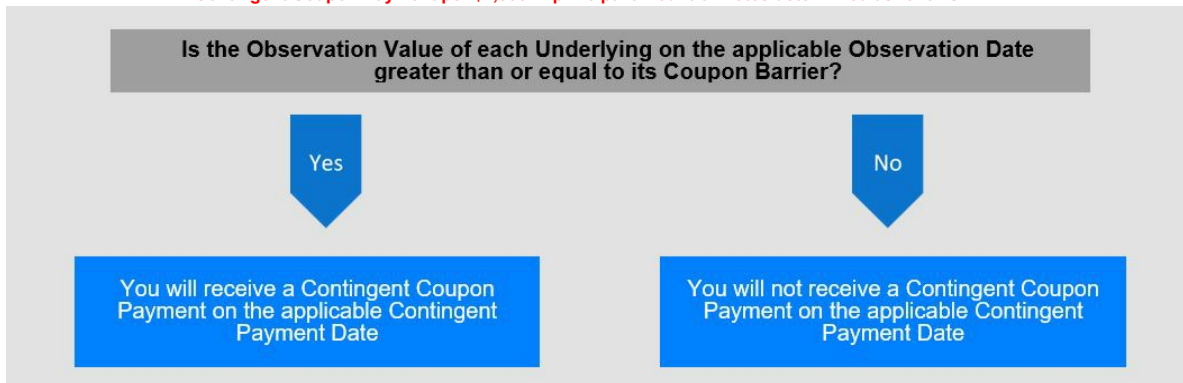 Is the Observation Value of each Underlying on the applicable Observation Date
greater than or equal to its Coupon Barrier?
Yes
No
You will receive a Contingent Coupon
Payment on the applicable Contingent
Payment Date
You will not receive a Contingent Coupon
Payment on the applicable Contingent
Payment Date